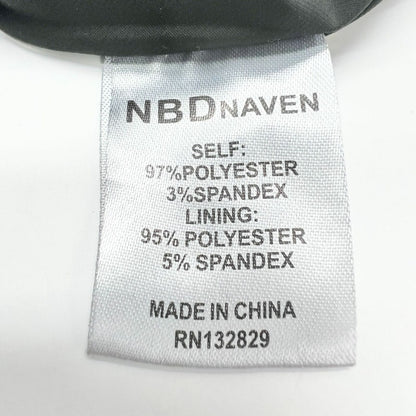 NBDNAVEN
SELF:
97%POLYESTER
3%SPANDEX
LINING:
95% POLYESTER
5% SPANDEX
MADE IN CHINA
RN132829